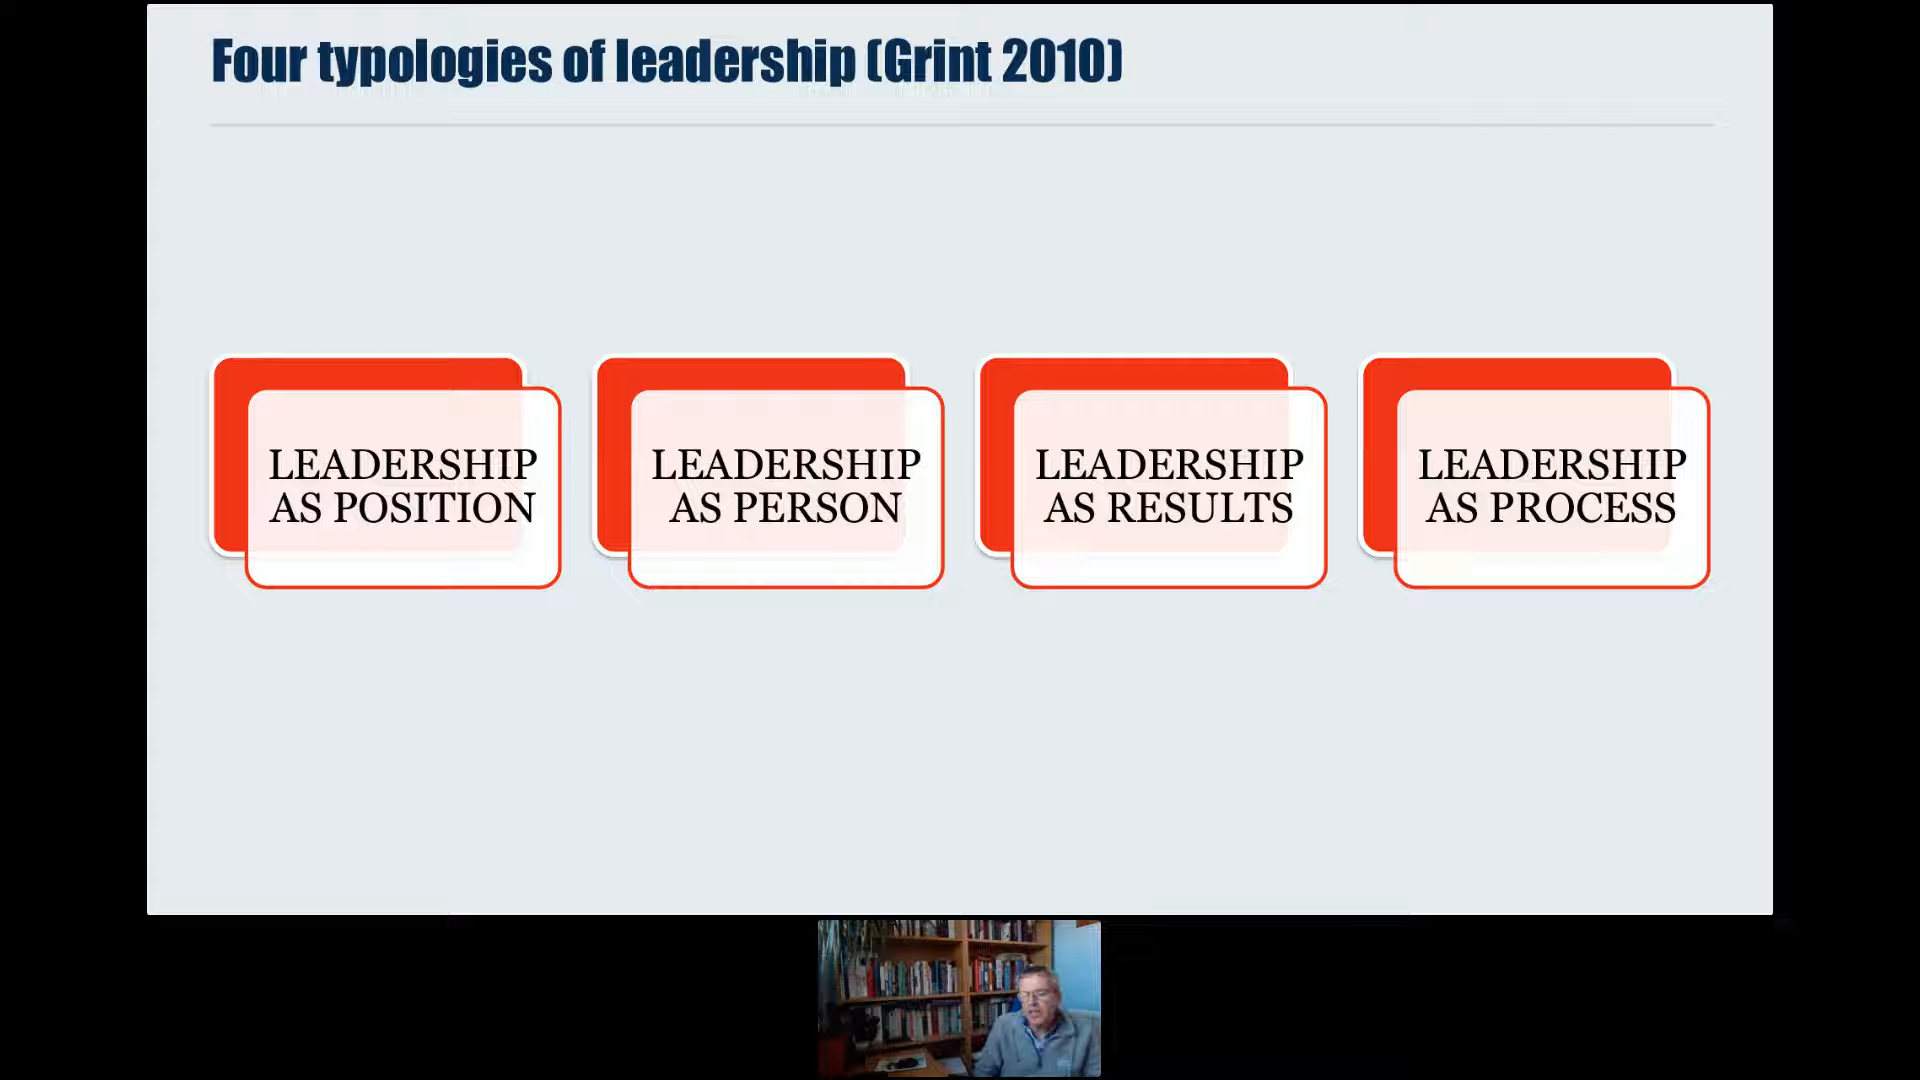 Four typologies of leadership (Grint 2010)
LEADERSHIP
AS POSITION
LEADERSHIP
AS PERSON
LEADERSHIP
AS RESULTS
LEADERSHIP
AS PROCESS